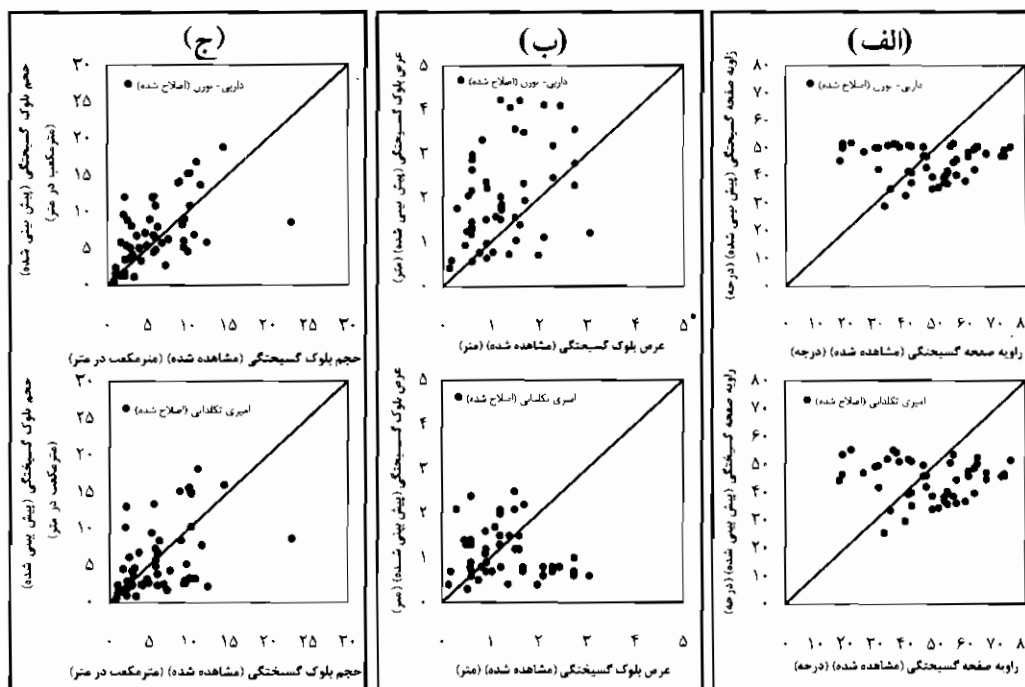 (الف)
(ب)
(ج)
زاویه صفحه گسیختگی (پیش بینی شده) (درجه)
۸۰
۷۰
۶۰
۵۰
۴۰
۳۰
۲۰
۱۰
۰
داربی- بورن (اصلاح شده)
۰ ۱۰ ۲۰ ۳۰ ۴۰ ۵۰ ۶۰ ۷۰ ۸
زاویه صفحه گسیختگی (مشاهده شده) (درجه)
عرض بلوک گسیختگی (پیش بینی شده) (متر)
۵
۴
۳
۲
۱
۰
داربی- بورن (اصلاح شده)
۰ ۱ ۲ ۳ ۴ ۵
عرض بلوک گسیختگی (مشاهده شده) (متر)
حجم بلوک گسیختگی (پیش بینی شده)
(مترمکعب در متر)
۳۰
۲۵
۲۰
۱۵
۱۰
۵
۰
داربی- بورن (اصلاح شده)
۰ ۵ ۱۰ ۱۵ ۲۰ ۲۵ ۳۰
حجم بلوک گسیختگی (مشاهده شده) (مترمکعب در متر)
زاویه صفحه گسیختگی (پیش بینی شده) (درجه)
۸۰
۷۰
۶۰
۵۰
۴۰
۳۰
۲۰
۱۰
۰
امیری تکلدانی (اصلاح شده)
۰ ۱۰ ۲۰ ۳۰ ۴۰ ۵۰ ۶۰ ۷۰ ۸
زاویه صفحه گسیختگی (مشاهده شده) (درجه)
عرض بلوک گسیختگی (پیش بینی شده) (متر)
۵
۴
۳
۲
۱
۰
امیری تکلدانی (اصلاح شده)
۰ ۱ ۲ ۳ ۴ ۵
عرض بلوک گسیختگی (مشاهده شده) (متر)
حجم بلوک گسیختگی (پیش بینی شده)
(مترمکعب در متر)
۳۰
۲۵
۲۰
۱۵
۱۰
۵
۰
امیری تکلدانی (اصلاح شده)
۰ ۵ ۱۰ ۱۵ ۲۰ ۲۵ ۳۰
حجم بلوک گسیختگی (مشاهده شده) (مترمکعب در متر)